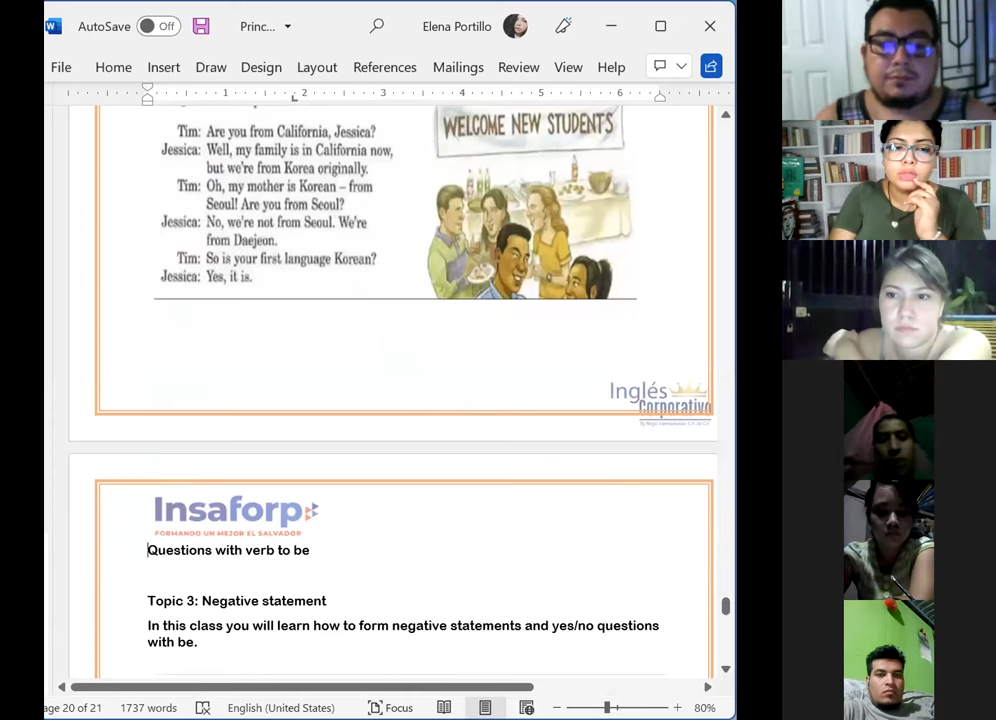 AutoSave Off Princ... Elena Portillo
File Home Insert Draw Design Layout References Mailings Review View Help
1 2 3 4 5 6
Tim: Are you from California, Jessica?
Jessica: Well, my family is in California now,
but we're from Korea originally.
Tim: Oh, my mother is Korean – from
Seoul! Are you from Seoul?
Jessica: No, we're not from Seoul. We're
from Daejeon.
Tim: So is your first language Korean?
Jessica: Yes, it is.
WELCOME NEW STUDENTS
Inglés
Corporativo
Insaforp
FORMANDO UN MEJOR EL SALVADOR
Questions with verb to be
Topic 3: Negative statement
In this class you will learn how to form negative statements and yes/no questions
with be.
age 20 of 21 1737 words English (United States) Focus 80%